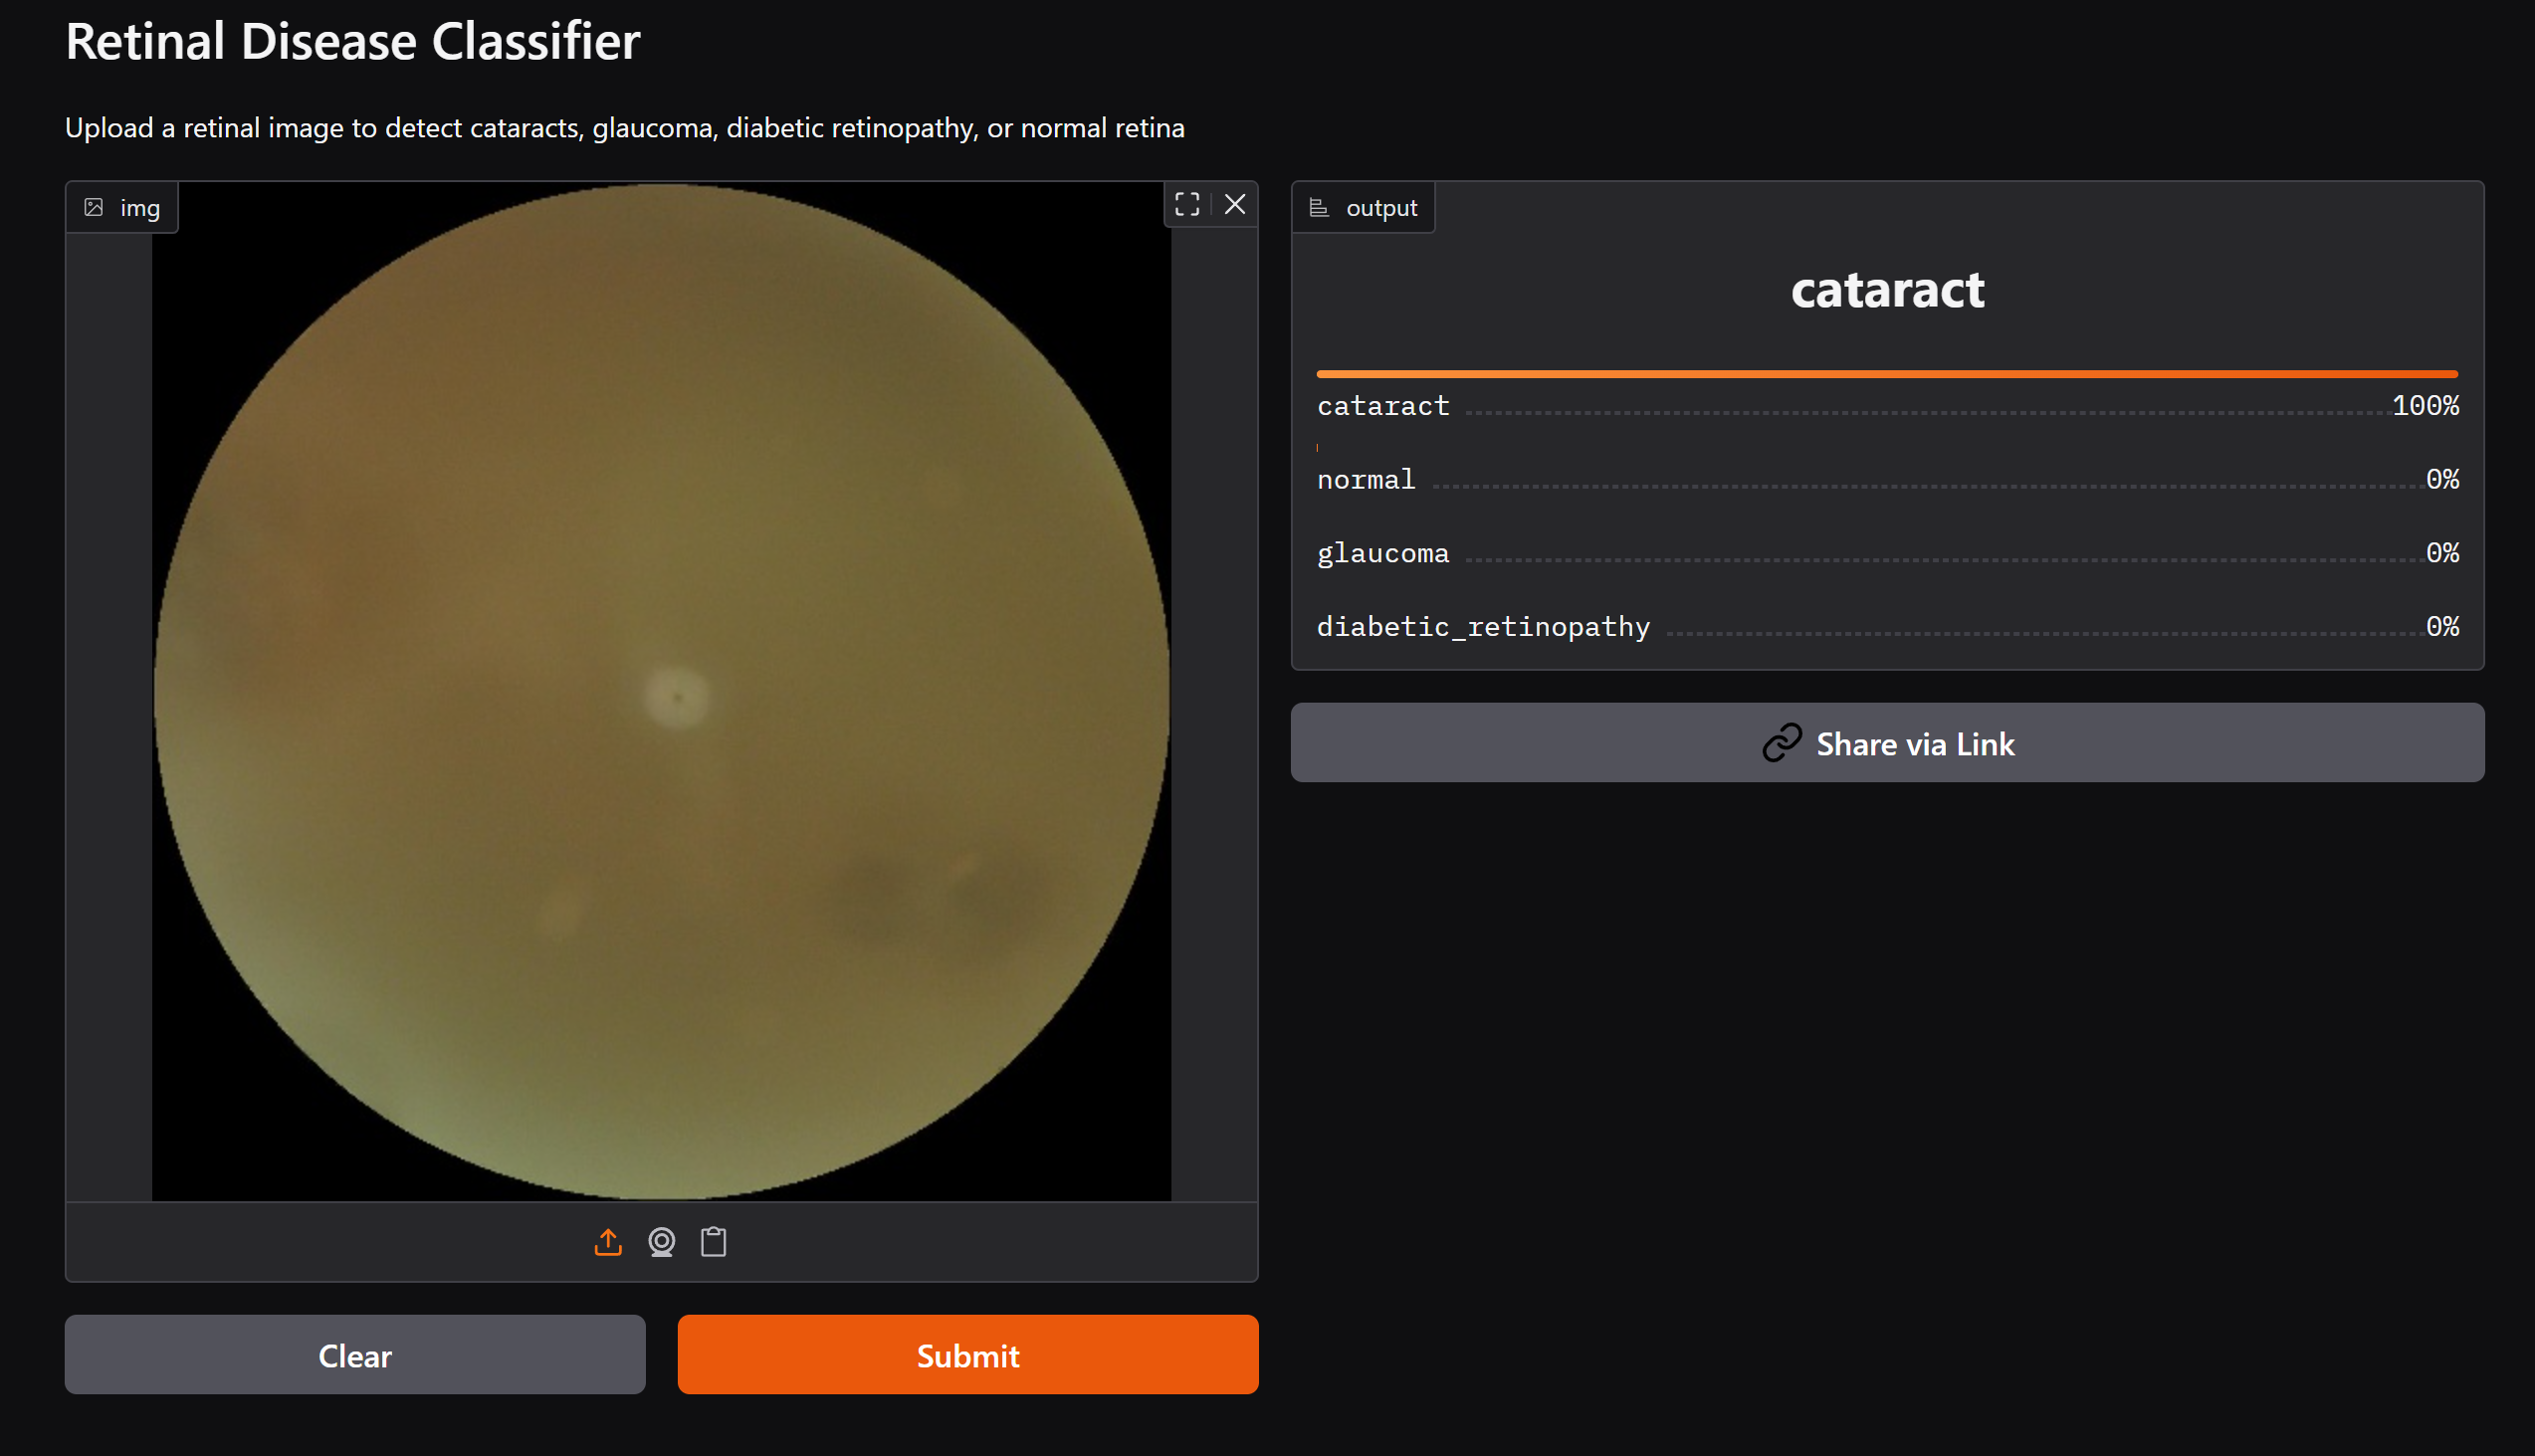 Retinal Disease Classifier
Upload a retinal image to detect cataracts, glaucoma, diabetic retinopathy, or normal retina
img
output
cataract
cataract 100%
normal 0%
glaucoma 0%
diabetic_retinopathy 0%
Share via Link
Clear
Submit